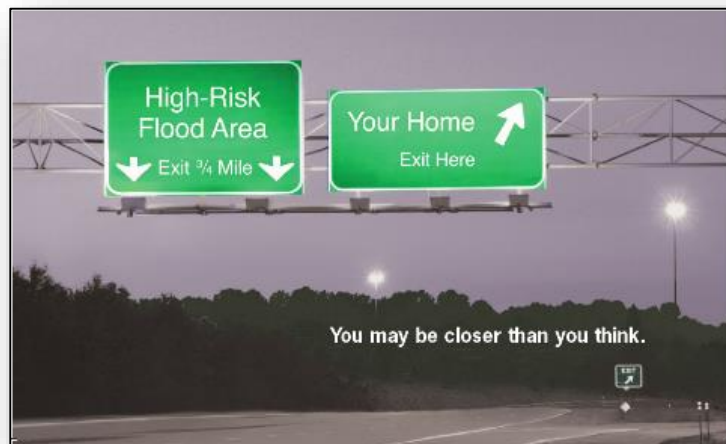 High-Risk
Flood Area
Exit ¾ Mile
Your Home
Exit Here
You may be closer than you think.
EXIT